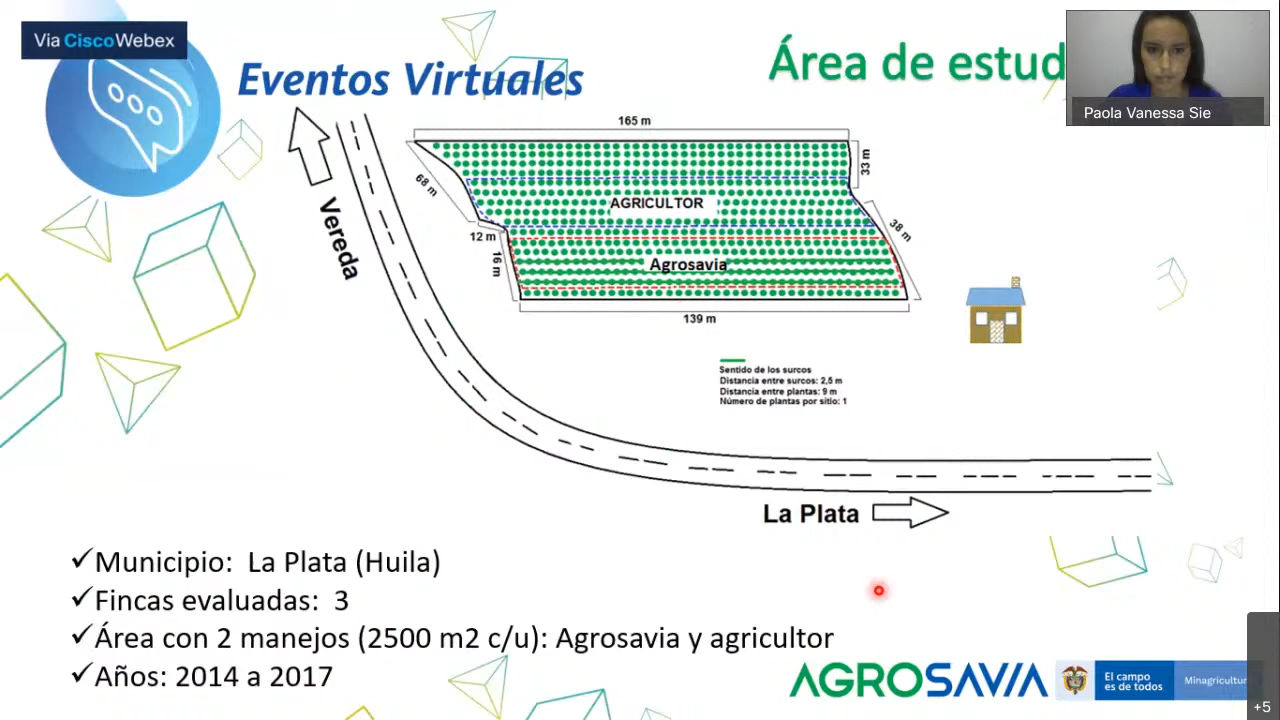 Via CiscoWebex
Eventos Virtuales
Área de estud
Paola Vanessa Sie
165 m
33 m
68 m
AGRICULTOR
38 m
12 m
16 m
Agrosavia
139 m
Vereda
Sentido de los surcos
Distancia entre surcos: 2,5 m
Distancia entre plantas: 9 m
Número de plantas por sitio: 1
La Plata
✓Municipio: La Plata (Huila)
✓Fincas evaluadas: 3
✓Área con 2 manejos (2500 m2 c/u): Agrosavia y agricultor
✓Años: 2014 a 2017
AGROSAVIA
El campo
es de todos
Minagricultur
+5